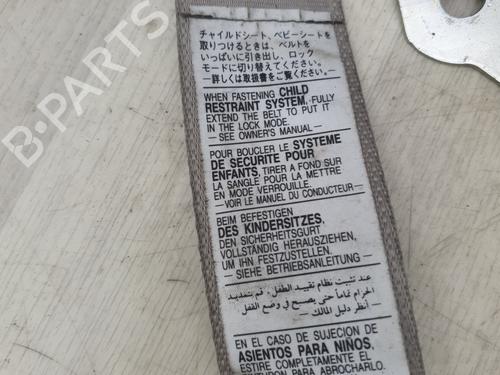 チャイルドシート、ベビーシートを
取りつけるときは、ベルトを
いっぱいに引き出し、ロック
モードに切り替えてください。
—詳しくは取扱書をご覧ください。—
WHEN FASTENING CHILD
RESTRAINT SYSTEM, FULLY
EXTEND THE BELT TO PUT IT
IN THE LOCK MODE.
— SEE OWNER'S MANUAL —
POUR BOUCLER LE SYSTEME
DE SECURITE POUR
ENFANTS, TIRER A FOND SUR
LA SANGLE POUR LA METTRE
EN MODE VERROUILLE.
—VOIR LE MANUEL DU CONDUCTEUR—
BEIM BEFESTIGEN
DES KINDERSITZES,
DEN SICHERHEITSGURT
VOLLSTÄNDIG HERAUSZIEHEN,
UM IHN FESTZUSTELLEN.
— SIEHE BETRIEBSANLEITUNG —
عند تثبيت نظام تقييد الطفل، قم بتمديد
الحزام تماماً حتى يصبح في وضع القفل
— أنظر دليل المالك —
EN EL CASO DE SUJECION DE
ASIENTOS PARA NIÑOS,
ESTIRE COMPLETAMENTE EL
PARA ABROCHARLO.
B-PARTS